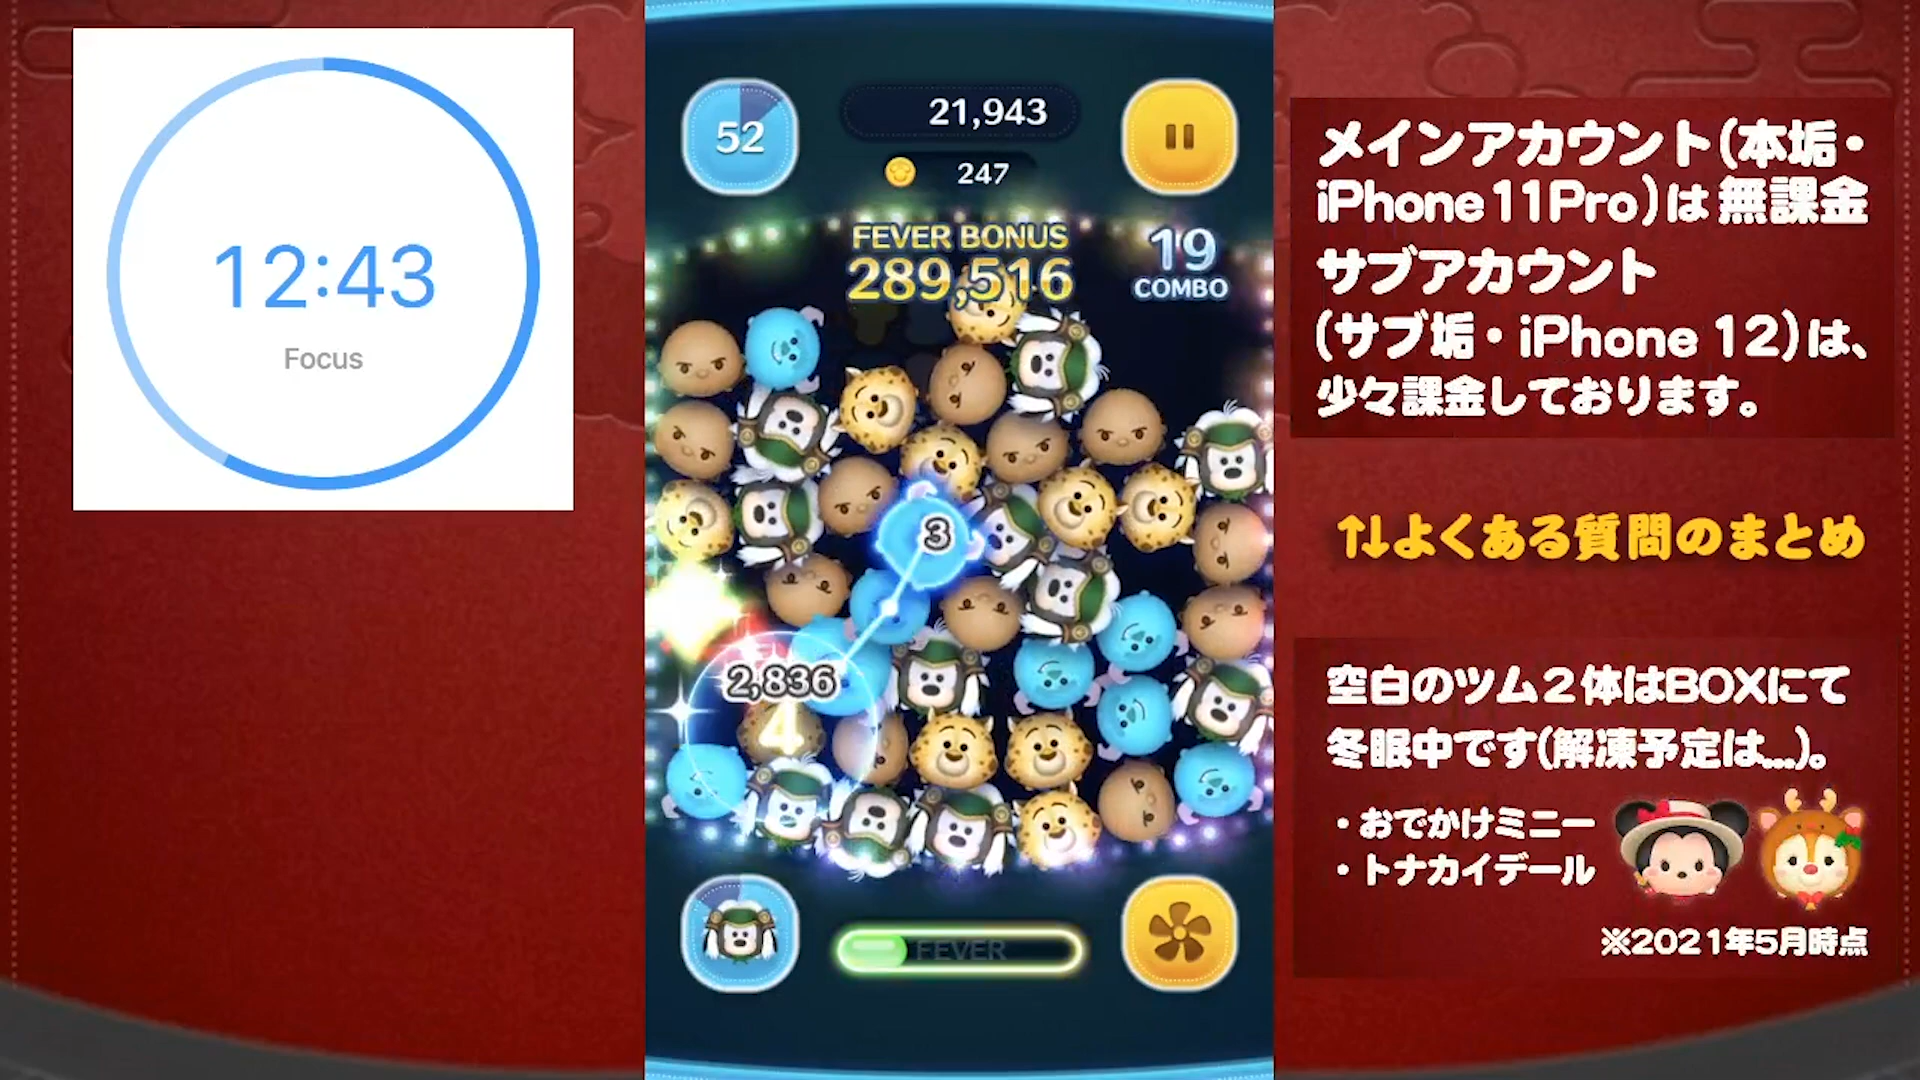 12:43
Focus
52
21,943
247
FEVER BONUS
289,516
19
COMBO
3
2,836
4
FEVER
メインアカウント(本垢・
iPhone11Pro)は 無課金
サブアカウント
(サブ垢・iPhone 12)は、
少々課金しております。
⇅よくある質問のまとめ
空白のツム2体はBOXにて
冬眠中です(解凍予定は...)。
・おでかけミニー
・トナカイデール
※2021年5月時点